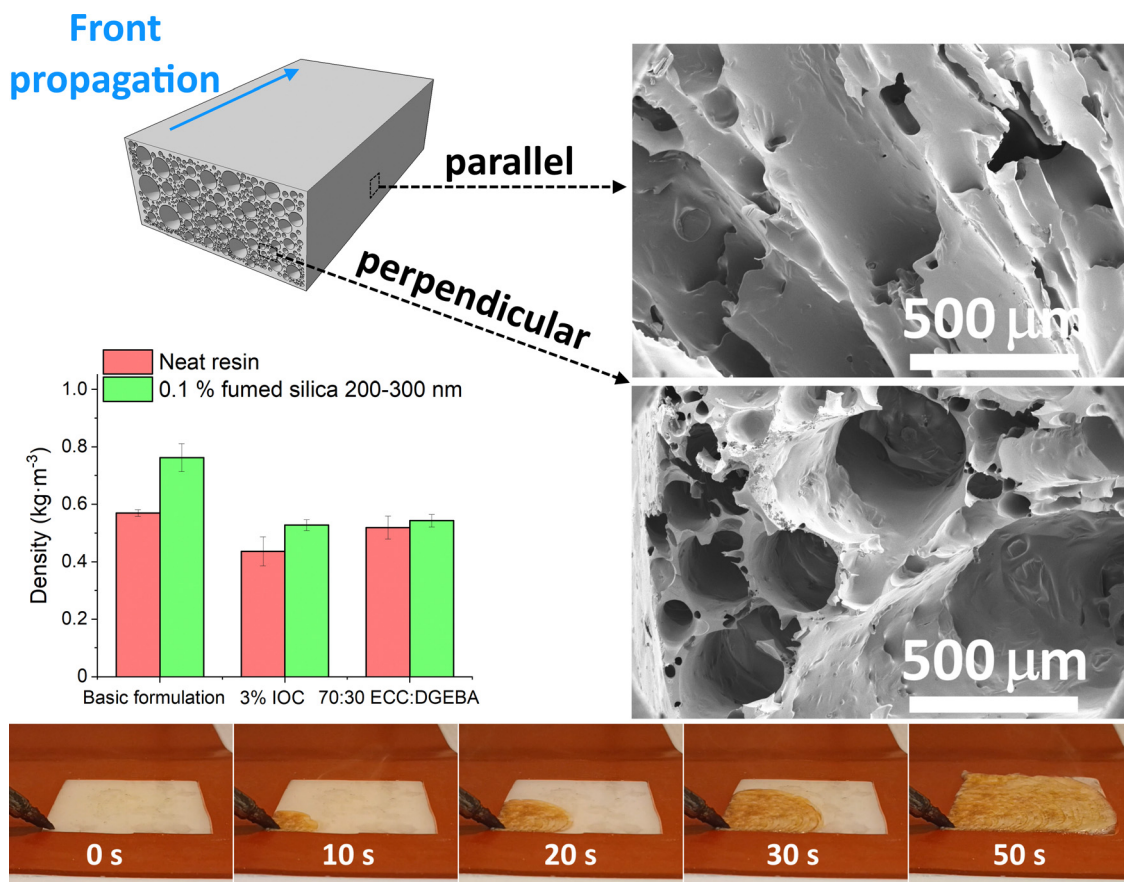 Front
propagation
parallel
perpendicular
500 µm
500 µm
Neat resin
0.1 % fumed silica 200-300 nm
Density (kg·m⁻³)
1.0
0.8
0.6
0.4
0.2
0
Basic formulation 3% IOC 70:30 ECC:DGEBA
0 s 10 s 20 s 30 s 50 s